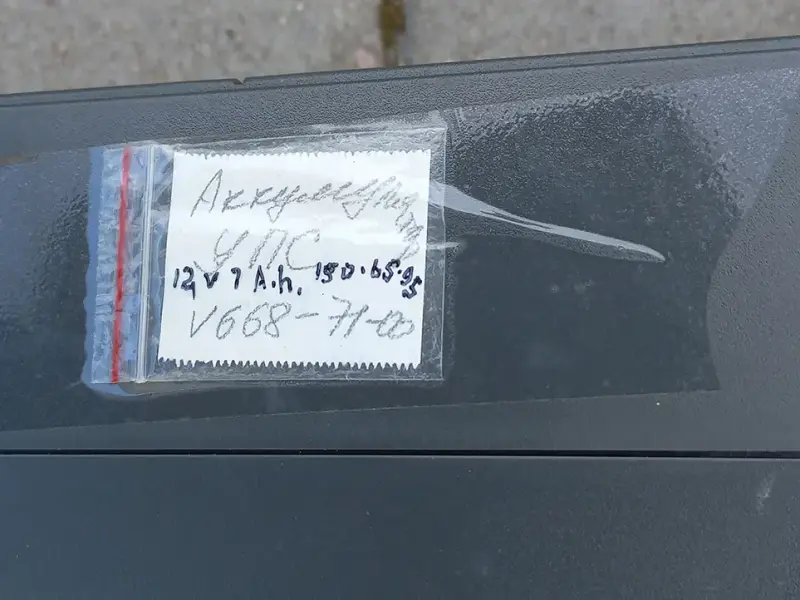 Аккумулятор
УПС
12 V 7 A.h. 150.65.95
V668-71-00